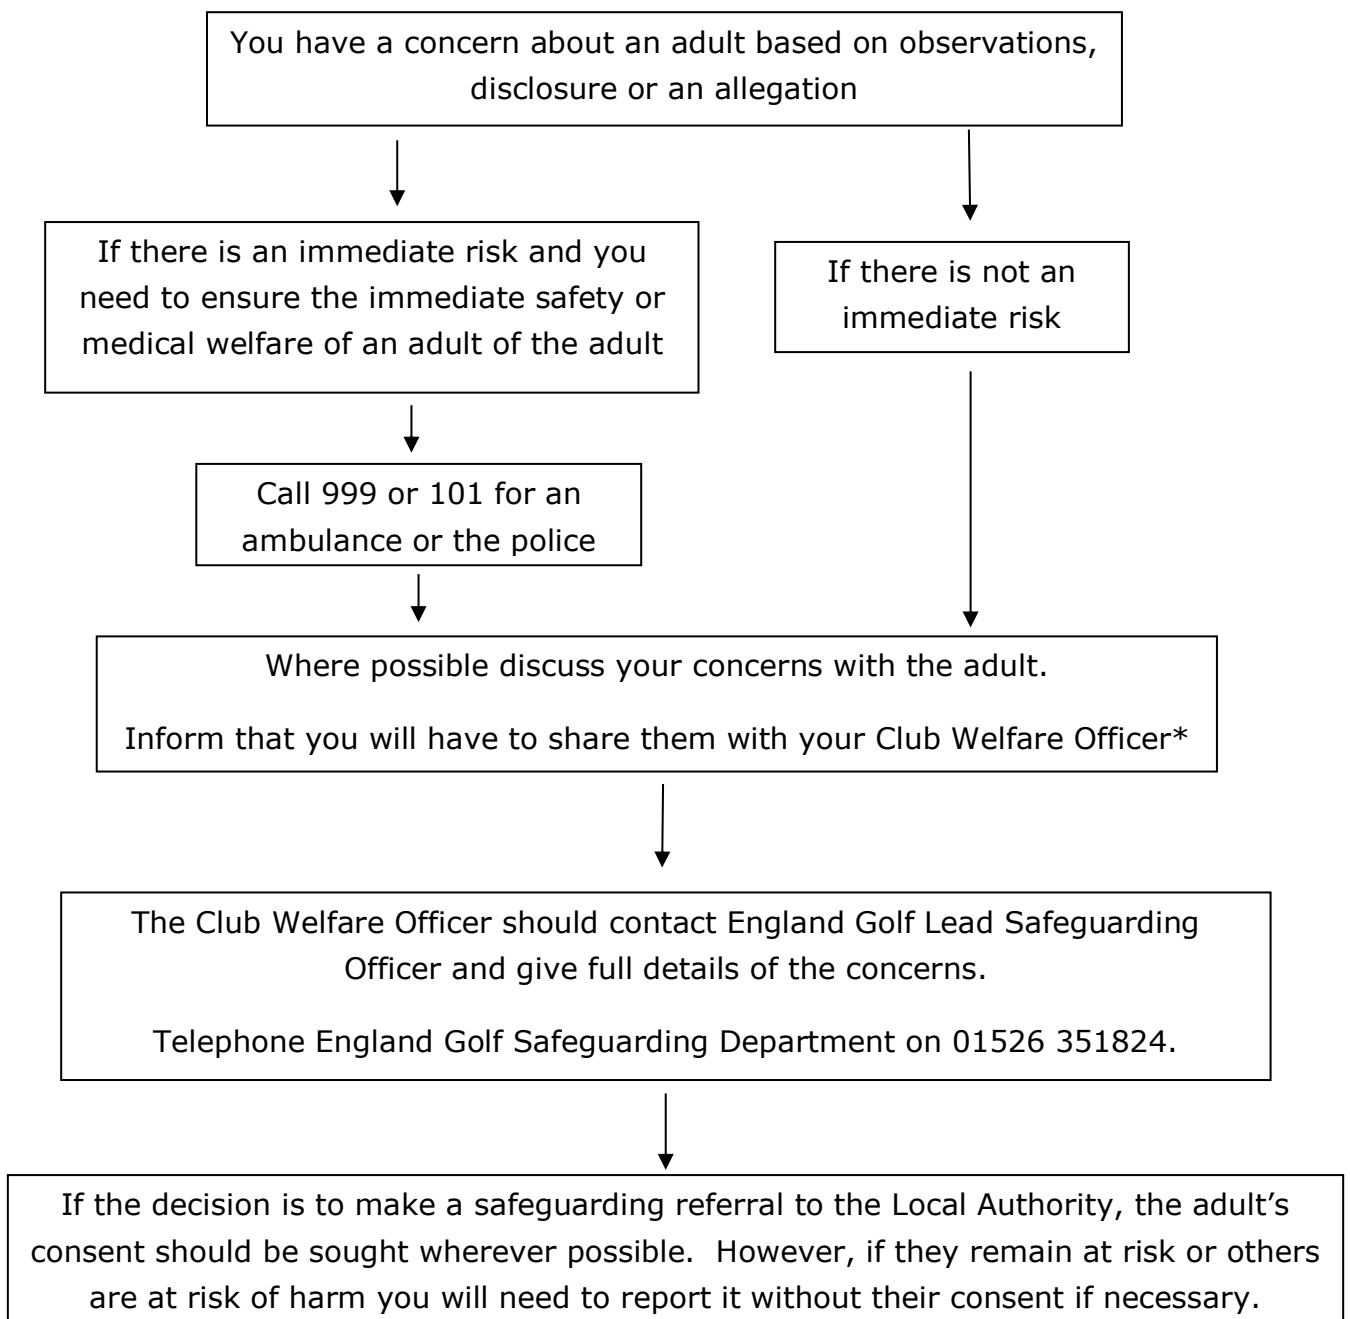 You have a concern about an adult based on observations,
disclosure or an allegation
If there is an immediate risk and you
need to ensure the immediate safety or
medical welfare of an adult of the adult
If there is not an
immediate risk
Call 999 or 101 for an
ambulance or the police
Where possible discuss your concerns with the adult.
Inform that you will have to share them with your Club Welfare Officer*
The Club Welfare Officer should contact England Golf Lead Safeguarding
Officer and give full details of the concerns.
Telephone England Golf Safeguarding Department on 01526 351824.
If the decision is to make a safeguarding referral to the Local Authority, the adult’s
consent should be sought wherever possible.  However, if they remain at risk or others
are at risk of harm you will need to report it without their consent if necessary.